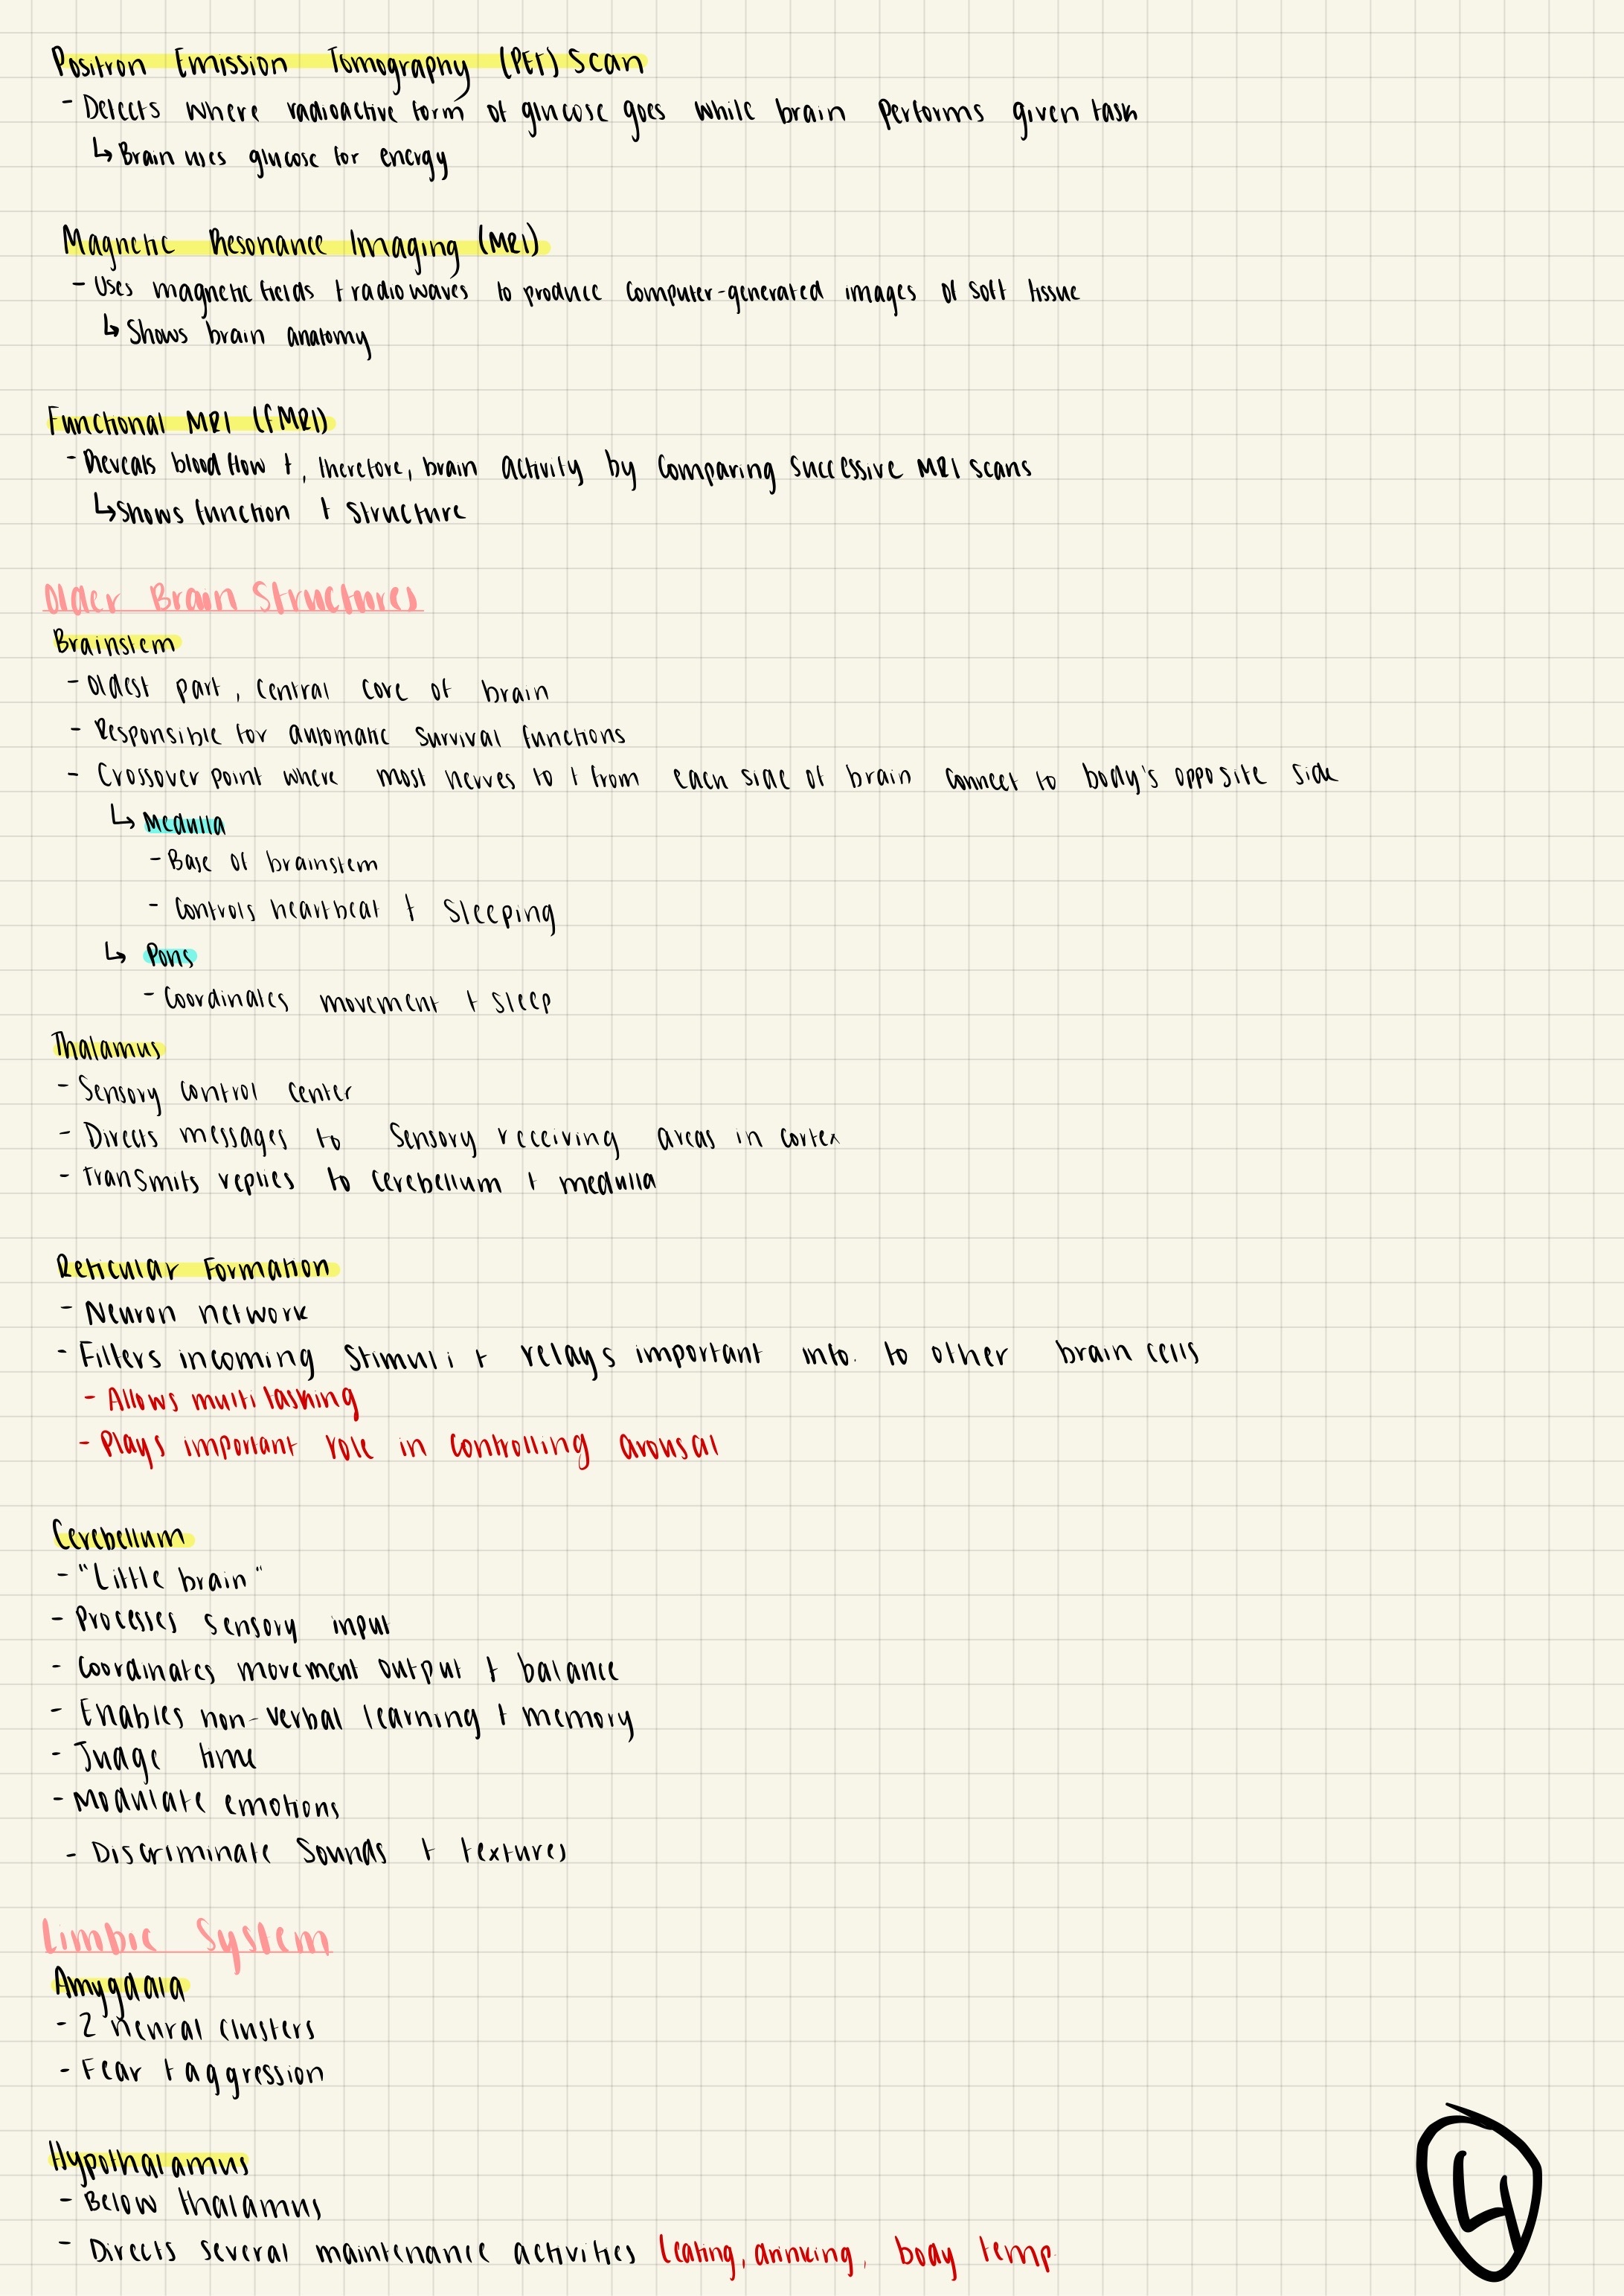 Positron Emission Tomography (PET) Scan
- Detects where radioactive form of glucose goes while brain performs given task
↳ Brain uses glucose for energy
Magnetic Resonance Imaging (MRI)
- Uses magnetic fields + radio waves to produce computer-generated images of soft tissue
↳ Shows brain anatomy
Functional MRI (fMRI)
- Reveals blood flow +, therefore, brain activity by comparing successive MRI scans
↳ Shows function + structure
Older Brain Structures
Brainstem
- Oldest part, central core of brain
- Responsible for automatic survival functions
- Crossover point where most nerves to + from each side of brain connect to body's opposite side
↳ Medulla
- Base of brainstem
- Controls heartbeat + sleeping
↳ Pons
- Coordinates movement + sleep
Thalamus
- Sensory control center
- Directs messages to sensory receiving areas in cortex
- Transmits replies to cerebellum + medulla
Reticular Formation
- Neuron network
- Filters incoming stimuli + relays important info. to other brain cells
- Allows multitasking
- Plays important role in controlling arousal
Cerebellum
- "Little brain"
- Processes sensory input
- Coordinates movement output + balance
- Enables non-verbal learning + memory
- Judge time
- Modulate emotions
- Discriminate sounds + textures
Limbic System
Amygdala
- 2 neural clusters
- Fear + aggression
Hypothalamus
- Below thalamus
- Directs several maintenance activities (eating, drinking, body temp.
4